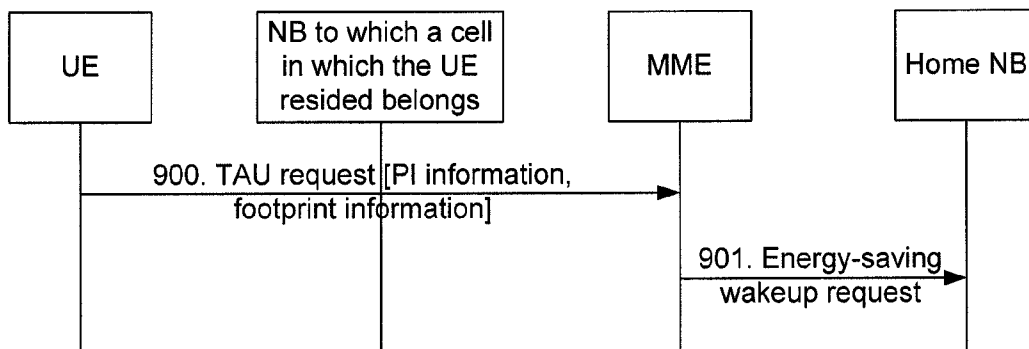 UE
NB to which a cell
in which the UE
resided belongs
MME
Home NB
900. TAU request [PI information,
footprint information]
901. Energy-saving
wakeup request